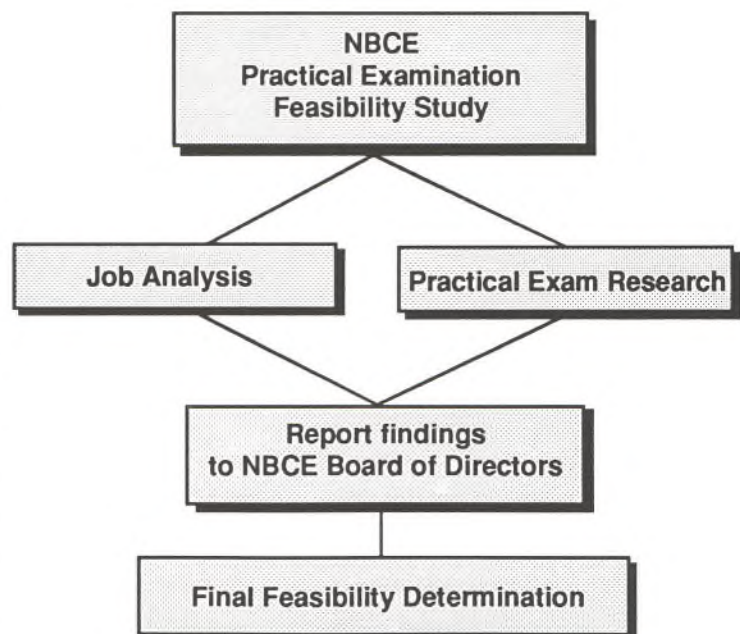 NBCE
Practical Examination
Feasibility Study
Job Analysis
Practical Exam Research
Report findings
to NBCE Board of Directors
Final Feasibility Determination